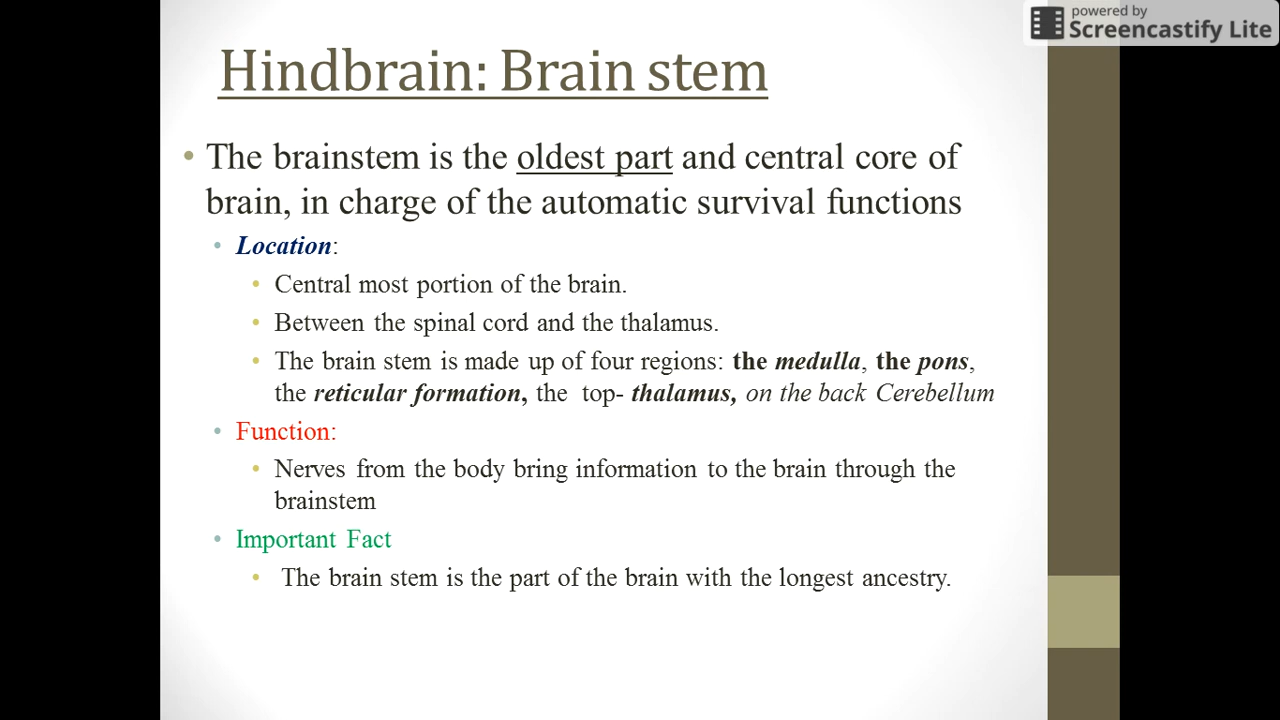 powered by
Screencastify Lite
Hindbrain: Brain stem
• The brainstem is the oldest part and central core of
brain, in charge of the automatic survival functions
• Location:
• Central most portion of the brain.
• Between the spinal cord and the thalamus.
• The brain stem is made up of four regions: the medulla, the pons,
the reticular formation, the top- thalamus, on the back Cerebellum
• Function:
• Nerves from the body bring information to the brain through the
brainstem
• Important Fact
• The brain stem is the part of the brain with the longest ancestry.